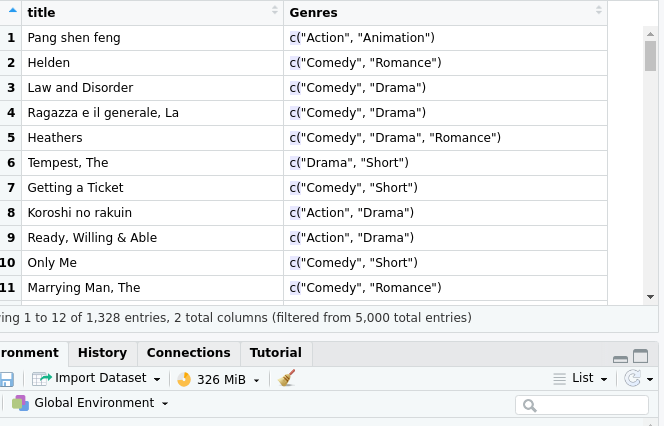 title Genres
1 Pang shen feng c("Action", "Animation")
2 Helden c("Comedy", "Romance")
3 Law and Disorder c("Comedy", "Drama")
4 Ragazza e il generale, La c("Comedy", "Drama")
5 Heathers c("Comedy", "Drama", "Romance")
6 Tempest, The c("Drama", "Short")
7 Getting a Ticket c("Comedy", "Short")
8 Koroshi no rakuin c("Action", "Drama")
9 Ready, Willing & Able c("Action", "Drama")
10 Only Me c("Comedy", "Short")
11 Marrying Man, The c("Comedy", "Romance")
ing 1 to 12 of 1,328 entries, 2 total columns (filtered from 5,000 total entries)
ronment History Connections Tutorial
Import Dataset 326 MiB List
Global Environment